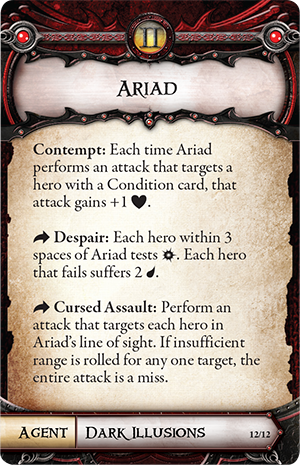 II
ARIAD
Contempt: Each time Ariad
performs an attack that targets a
hero with a Condition card, that
attack gains +1 ♥.
Despair: Each hero within 3
spaces of Ariad tests . Each hero
that fails suffers 2 .
Cursed Assault: Perform an
attack that targets each hero in
Ariad's line of sight. If insufficient
range is rolled for any one target, the
entire attack is a miss.
AGENT DARK ILLUSIONS 12/12